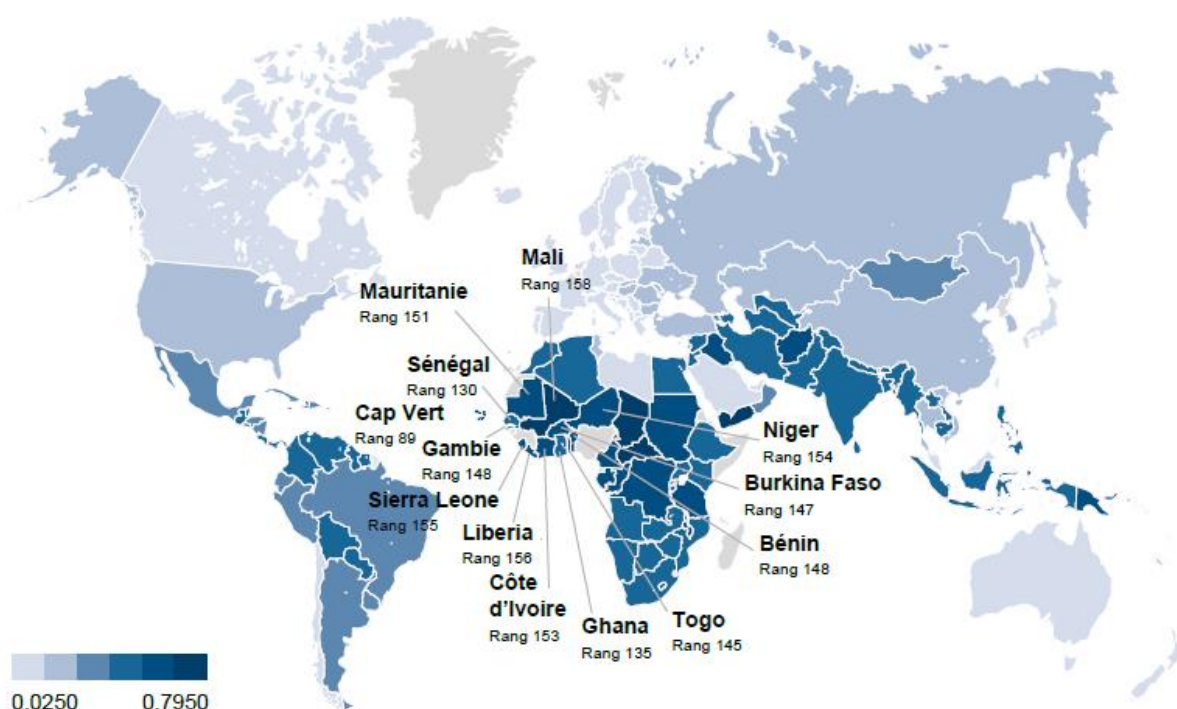 Mali
Rang 158
Mauritanie
Rang 151
Sénégal
Rang 130
Cap Vert
Rang 89
Gambie
Rang 148
Sierra Leone
Rang 155
Liberia
Rang 156
Côte
d'Ivoire
Rang 153
Ghana
Rang 135
Togo
Rang 145
Niger
Rang 154
Burkina Faso
Rang 147
Bénin
Rang 148
0.0250 0.7950